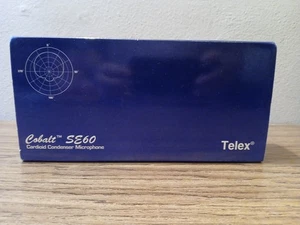 Cobalt™ SE60
Cardioid Condenser Microphone
Telex®